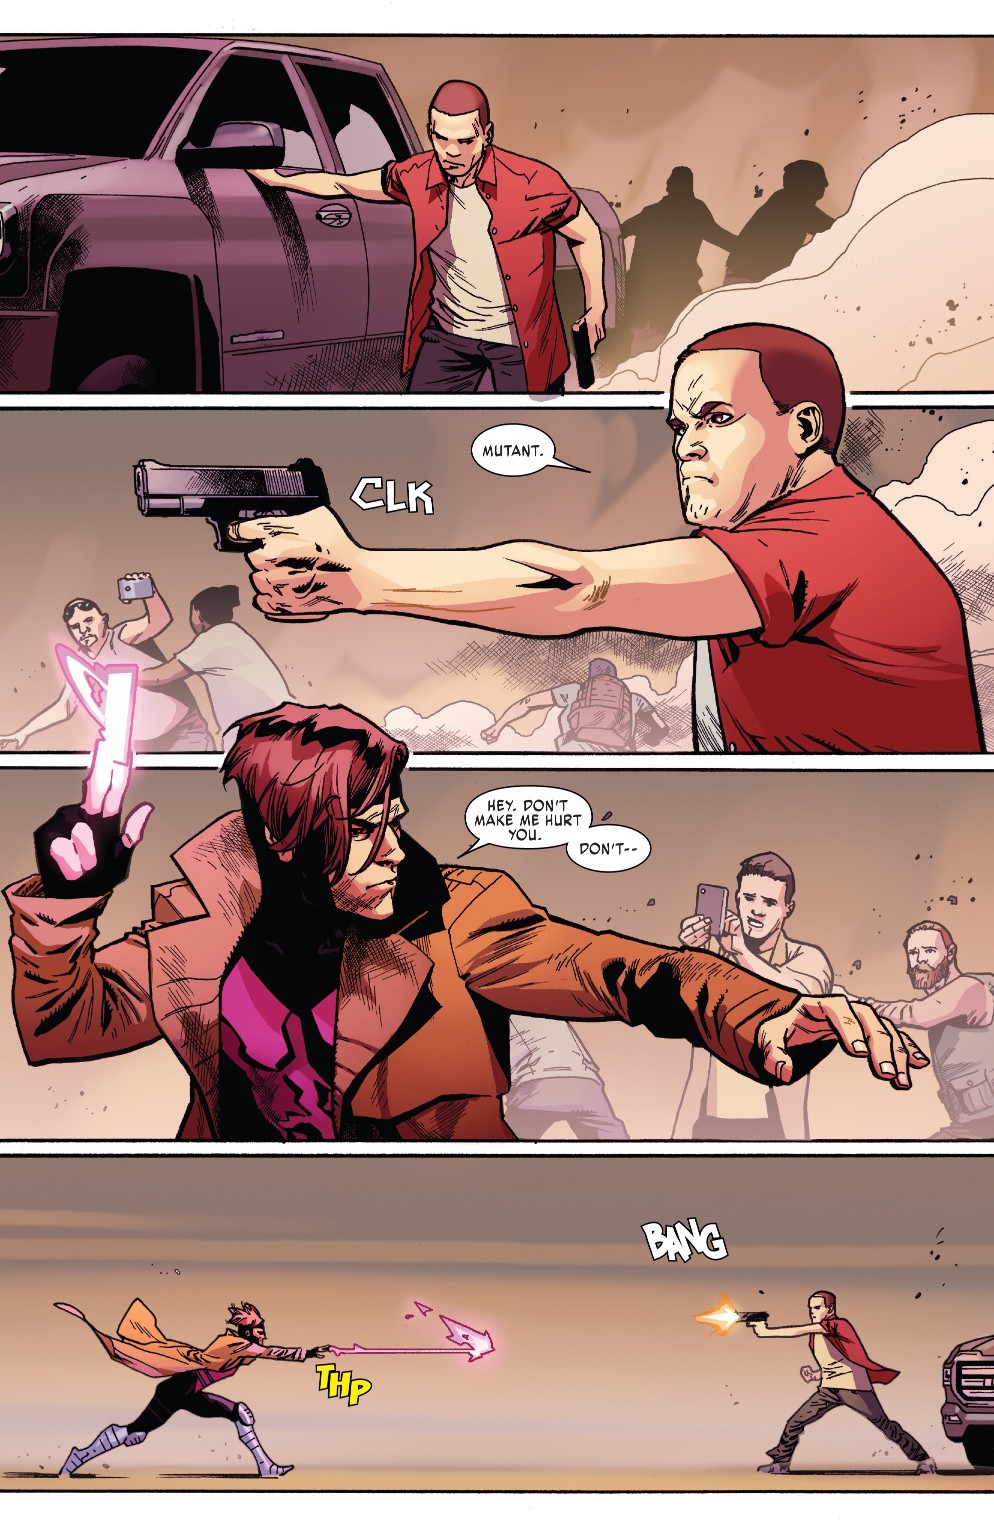 MUTANT.
CLK
HEY. DON'T
MAKE ME HURT
YOU.
DON'T--
BANG
THP